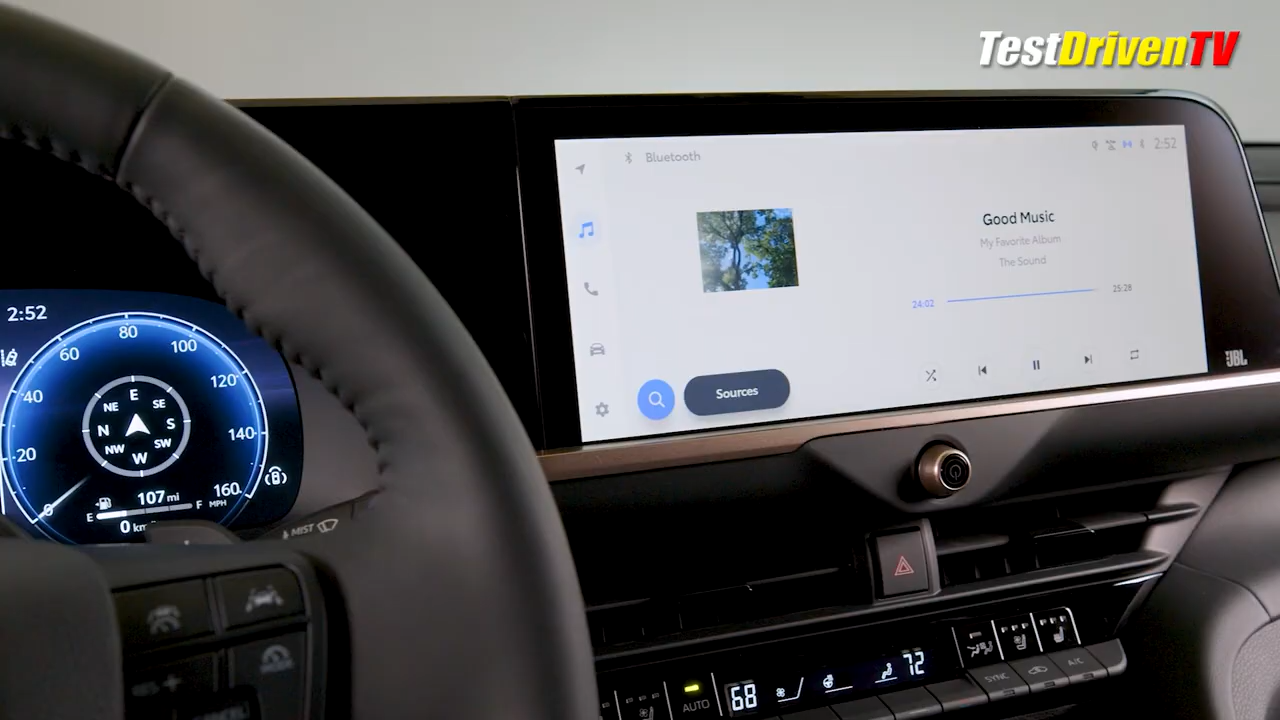 TestDrivenTV
Bluetooth
2:52
Good Music
My Favorite Album
The Sound
24:02
25:28
Sources
JBL
2:52
80
60
100
40
120
20
140
0
160
MPH
E
NE
SE
N
S
NW
SW
W
107 mi
E
F
0 km
MIST
AUTO
68
72
SYNC
A/C